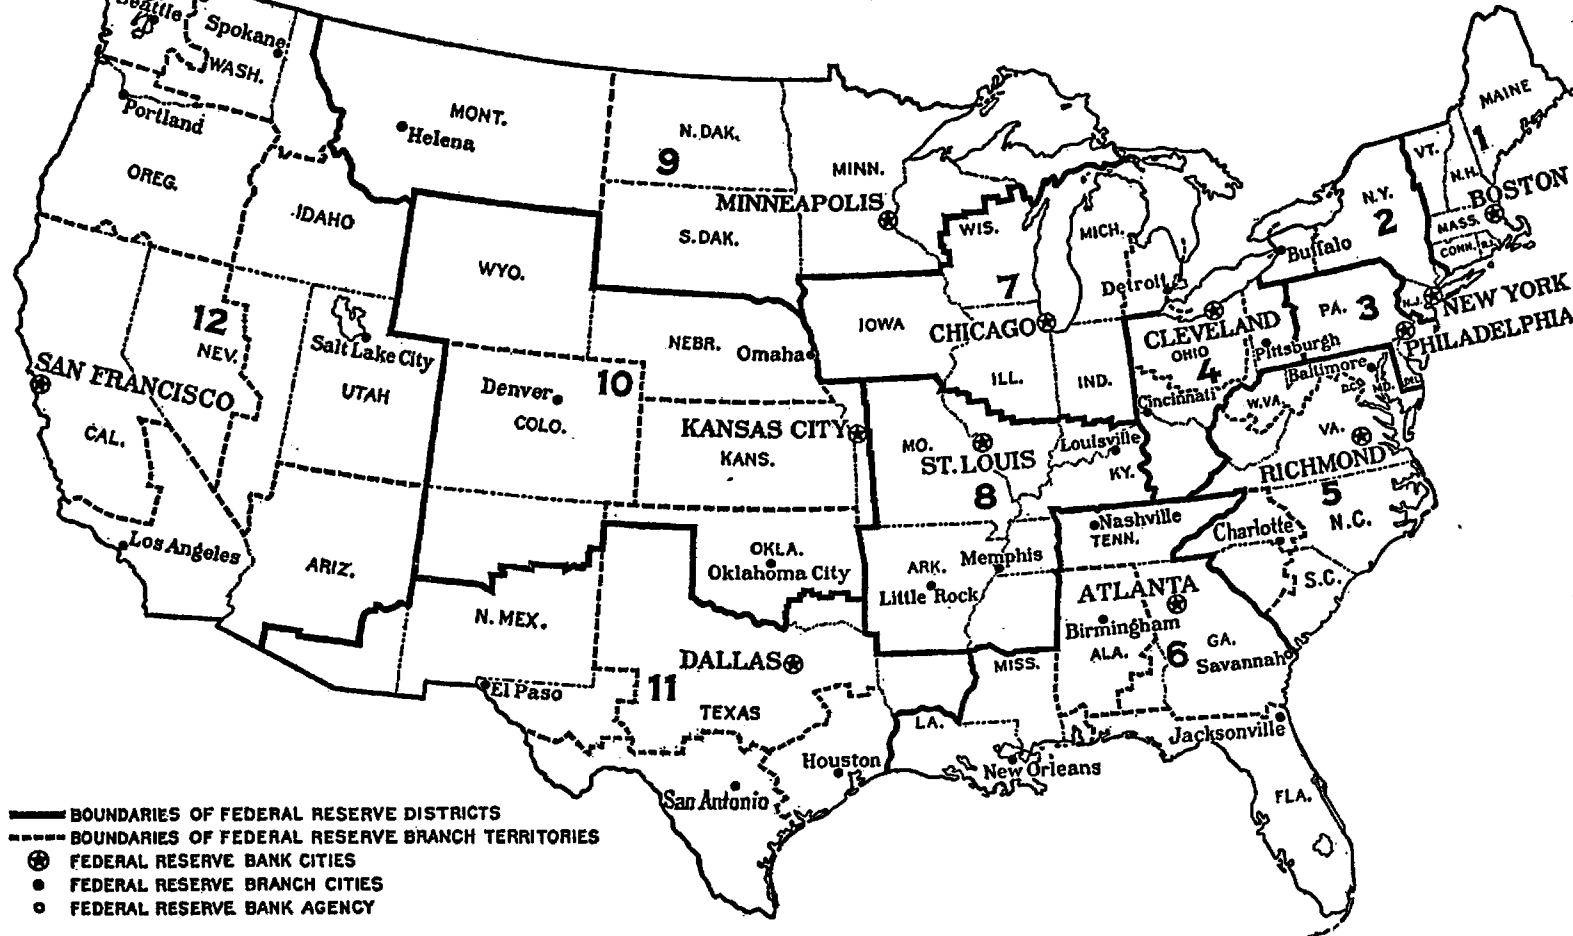 Seattle
Spokane
WASH.
Portland
OREG.
MONT.
Helena
IDAHO
N. DAK.
9
MINN.
MINNEAPOLIS
S. DAK.
WYO.
WIS.
MICH.
7
Detroit
MAINE
VT.
1
N.H.
BOSTON
N.Y.
2
MASS.
CONN.
R.I.
Buffalo
12
NEV.
SAN FRANCISCO
Salt Lake City
UTAH
CAL.
NEBR.
Omaha
IOWA
CHICAGO
ILL.
IND.
CLEVELAND
OHIO
4
Cincinnati
PA.
3
Pittsburgh
N.J.
NEW YORK
PHILADELPHIA
Baltimore
D.C.
MD.
DEL.
W.VA.
VA.
RICHMOND
5
10
Denver
COLO.
KANSAS CITY
KANS.
MO.
ST. LOUIS
8
Louisville
KY.
Nashville
TENN.
Charlotte
N.C.
S.C.
Los Angeles
ARIZ.
N. MEX.
OKLA.
Oklahoma City
ARK.
Little Rock
Memphis
ATLANTA
Birmingham
ALA.
6
GA.
Savannah
DALLAS
11
El Paso
TEXAS
MISS.
LA.
Houston
San Antonio
New Orleans
Jacksonville
FLA.
BOUNDARIES OF FEDERAL RESERVE DISTRICTS
BOUNDARIES OF FEDERAL RESERVE BRANCH TERRITORIES
FEDERAL RESERVE BANK CITIES
FEDERAL RESERVE BRANCH CITIES
FEDERAL RESERVE BANK AGENCY